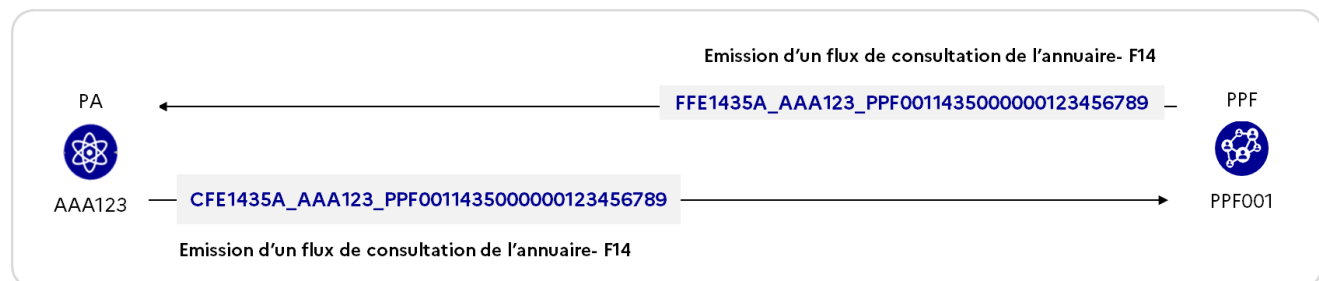 Emission d'un flux de consultation de l'annuaire- F14
PA
FFE1435A_AAA123_PPF0011435000000123456789
PPF
AAA123
CFE1435A_AAA123_PPF0011435000000123456789
PPF001
Emission d'un flux de consultation de l'annuaire- F14